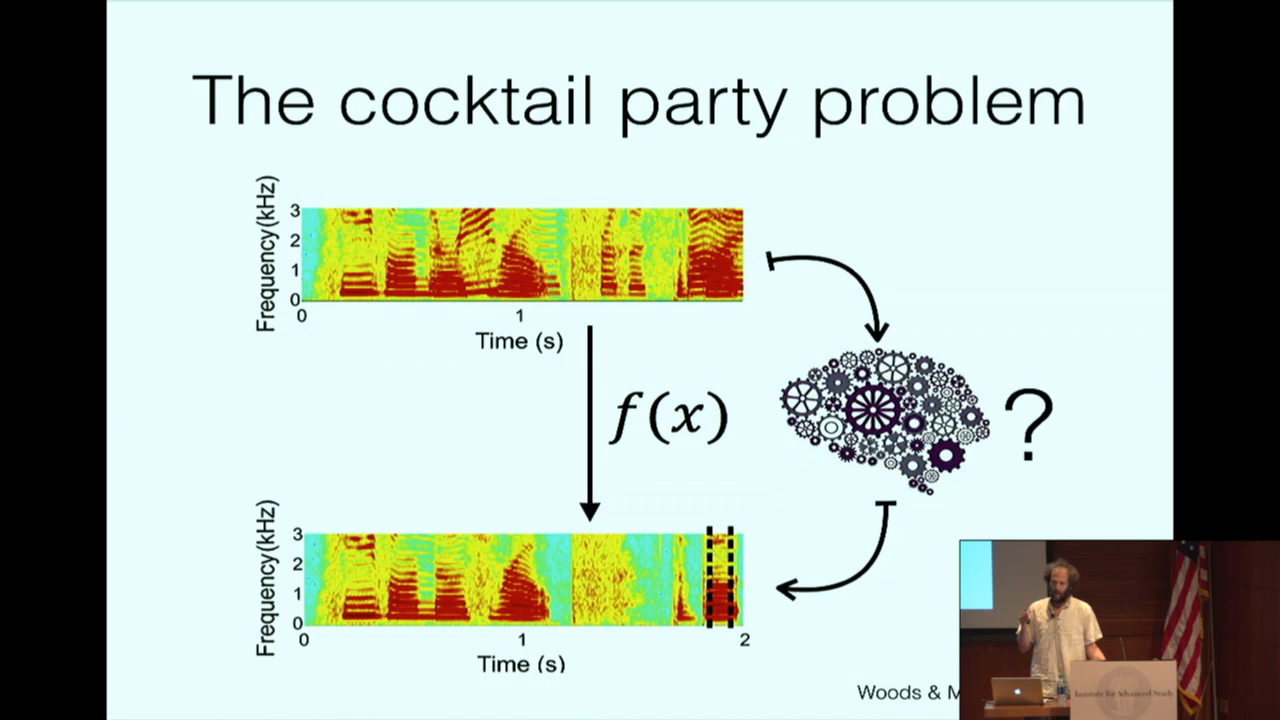 The cocktail party problem
Frequency(kHz)
3
2
1
0
0
1
Time (s)
f(x)
?
Frequency(kHz)
3
2
1
0
0
1
2
Time (s)
Woods & M
Institute for Advanced Study